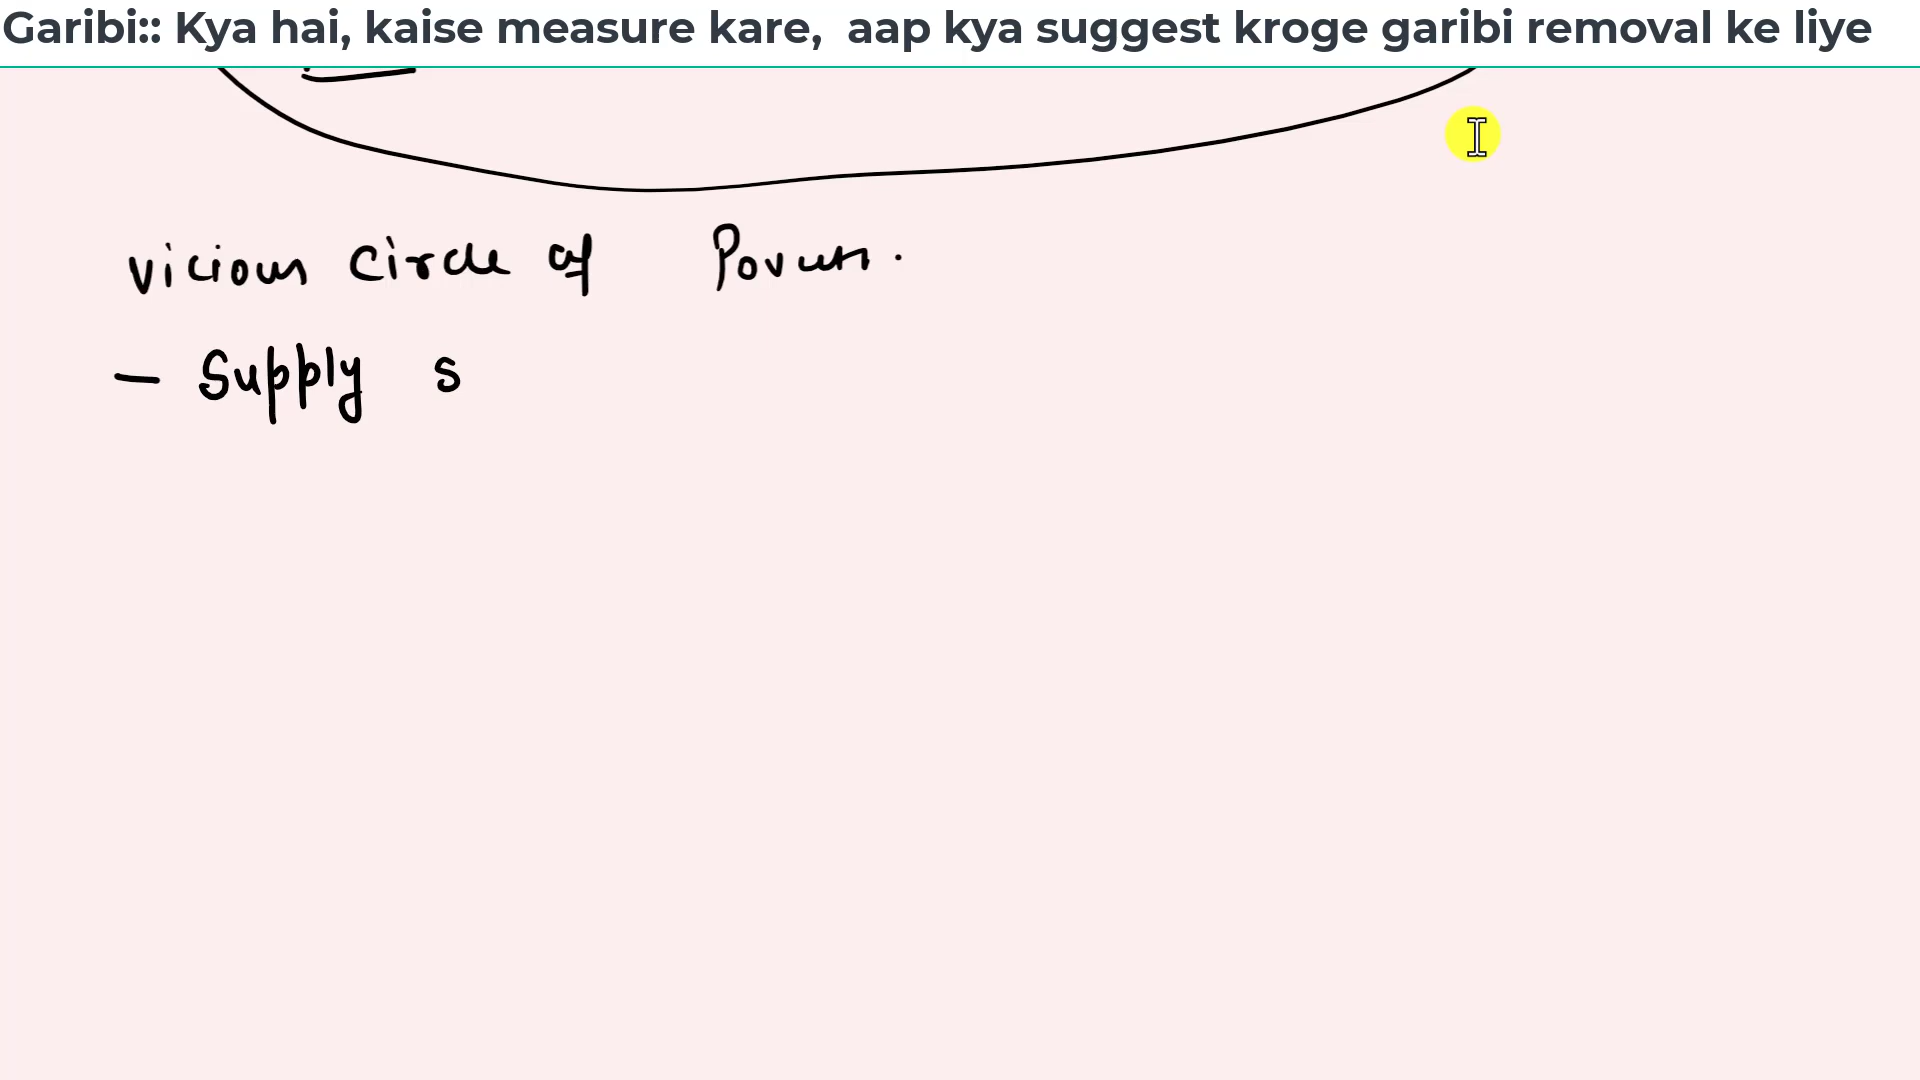 Garibi:: Kya hai, kaise measure kare, aap kya suggest kroge garibi removal ke liye
Vicious Circle of Poverty.
– Supply s